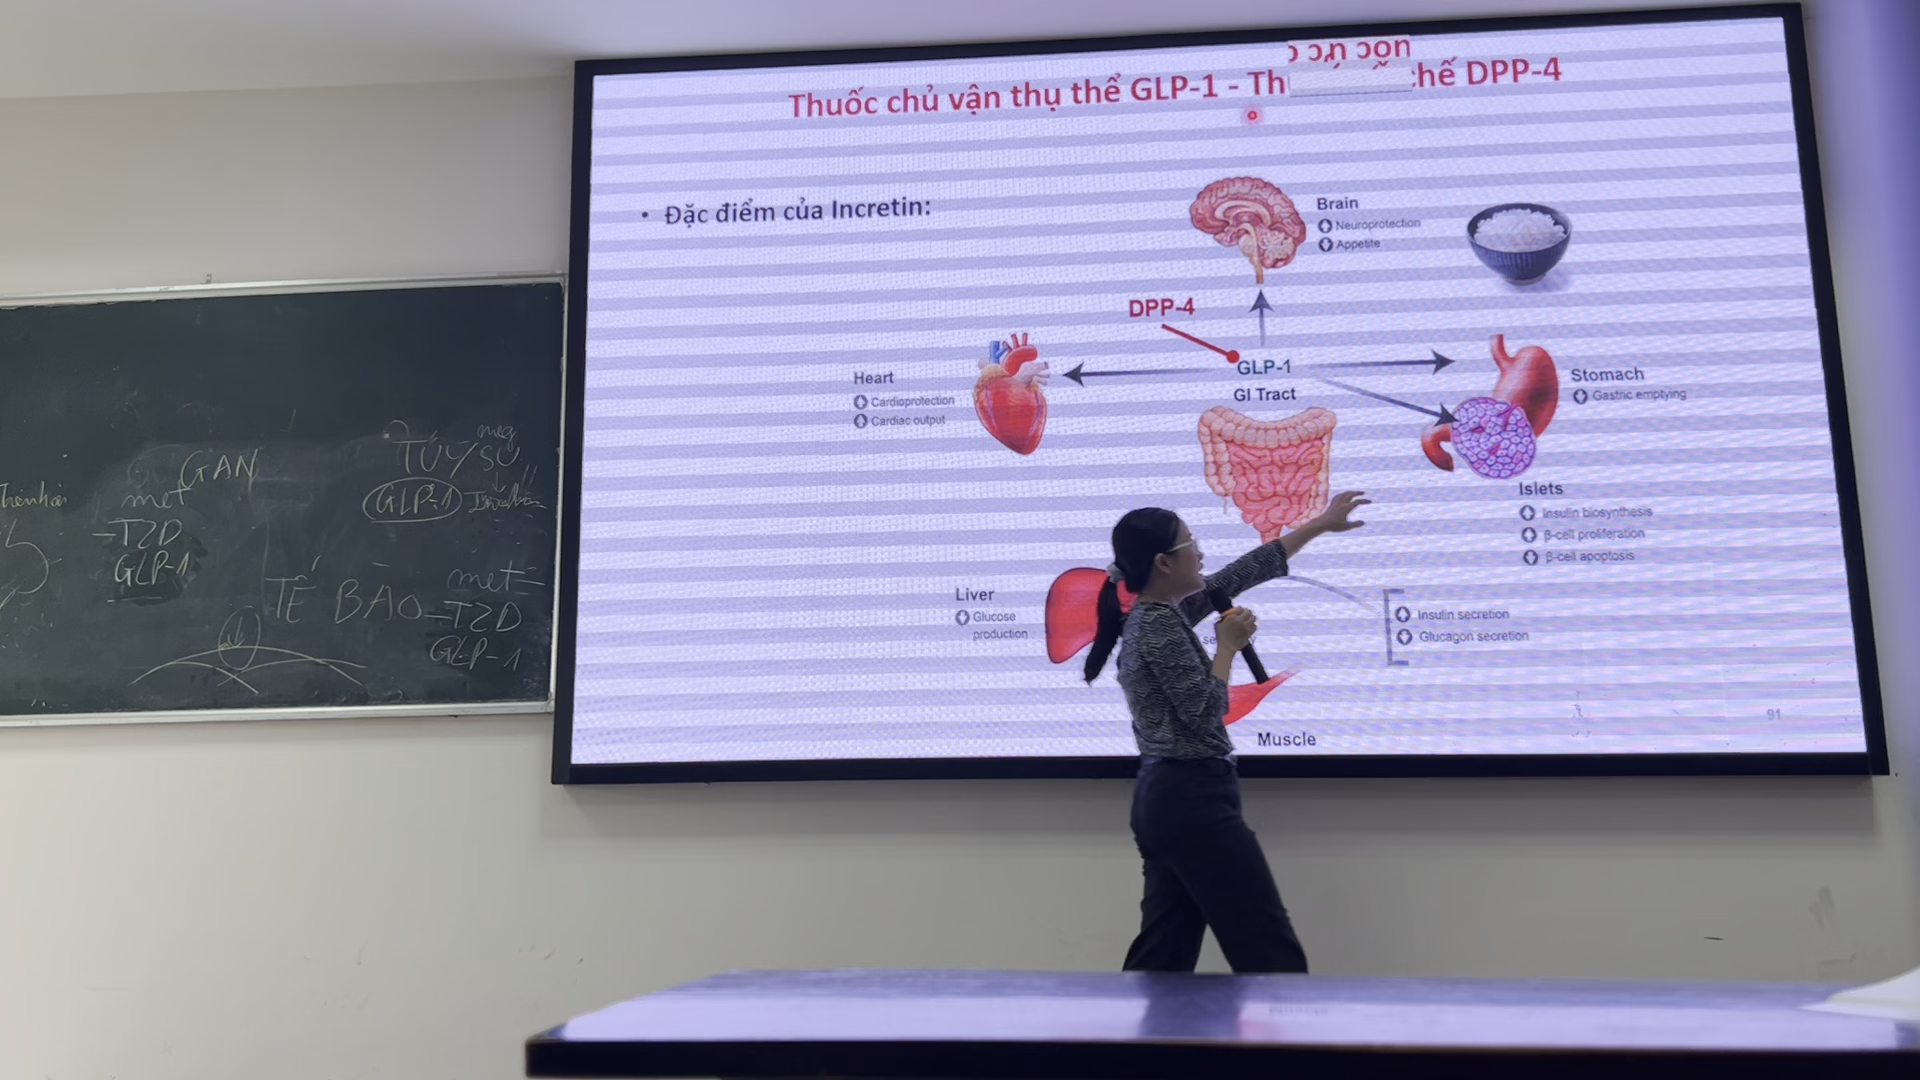 Thuốc chủ vận thụ thể GLP-1 - Th
chế DPP-4
• Đặc điểm của Incretin:
Brain
Neuroprotection
Appetite
DPP-4
GLP-1
GI Tract
Heart
Cardioprotection
Cardiac output
Stomach
Gastric emptying
Islets
Insulin biosynthesis
β-cell proliferation
β-cell apoptosis
Liver
Glucose
production
Insulin secretion
Glucagon secretion
Muscle
91
GAN
met
-T2D
GLP-1
TỤY
GLP-1
TẾ BÀO
met
-T2D
GLP-1